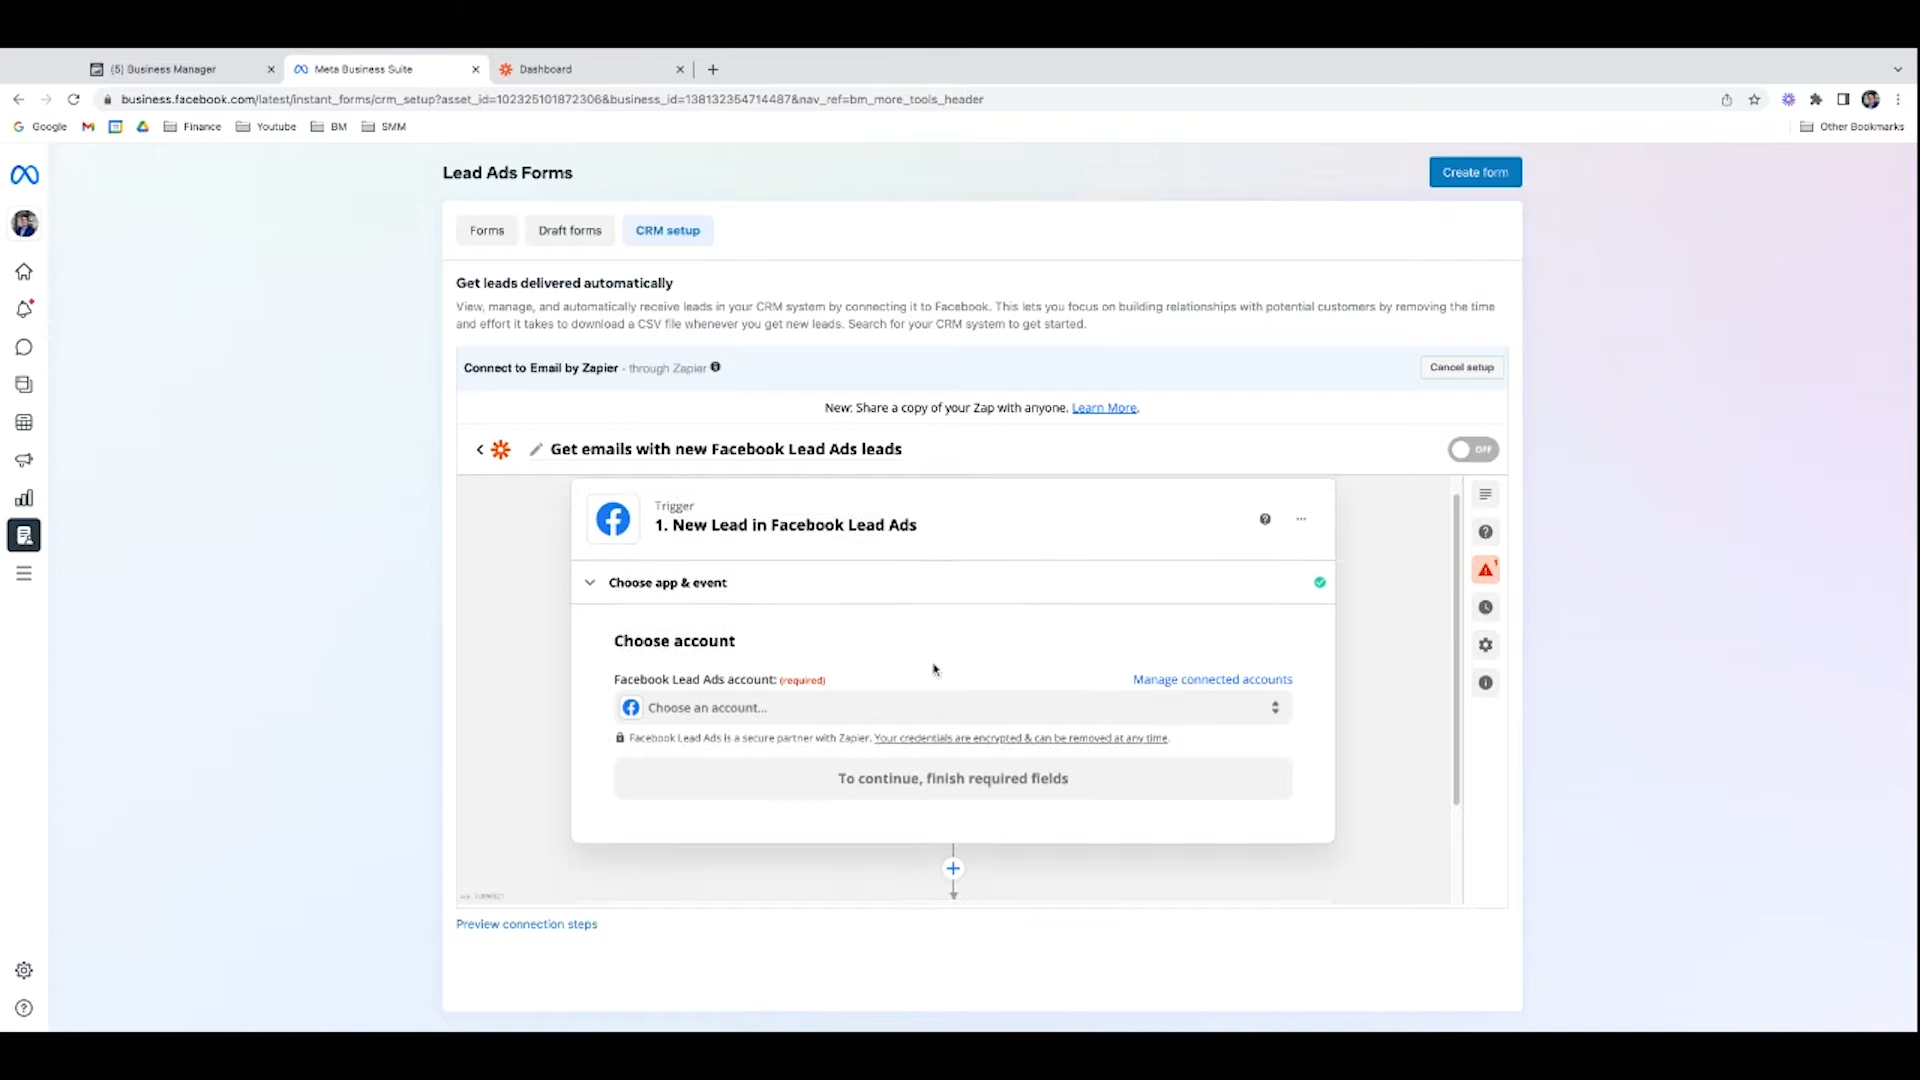 (5) Business Manager
Meta Business Suite
Dashboard
business.facebook.com/latest/instant_forms/crm_setup?asset_id=102325101872306&business_id=138132354714487&nav_ref=bm_more_tools_header
Google
Finance
Youtube
BM
SMM
Other Bookmarks
Lead Ads Forms
Create form
Forms
Draft forms
CRM setup
Get leads delivered automatically
View, manage, and automatically receive leads in your CRM system by connecting it to Facebook. This lets you focus on building relationships with potential customers by removing the time
and effort it takes to download a CSV file whenever you get new leads. Search for your CRM system to get started.
Connect to Email by Zapier - through Zapier
Cancel setup
New: Share a copy of your Zap with anyone. Learn More.
Get emails with new Facebook Lead Ads leads
OFF
Trigger
1. New Lead in Facebook Lead Ads
Choose app & event
Choose account
Facebook Lead Ads account: (required)
Manage connected accounts
Choose an account...
Facebook Lead Ads is a secure partner with Zapier. Your credentials are encrypted & can be removed at any time.
To continue, finish required fields
Preview connection steps